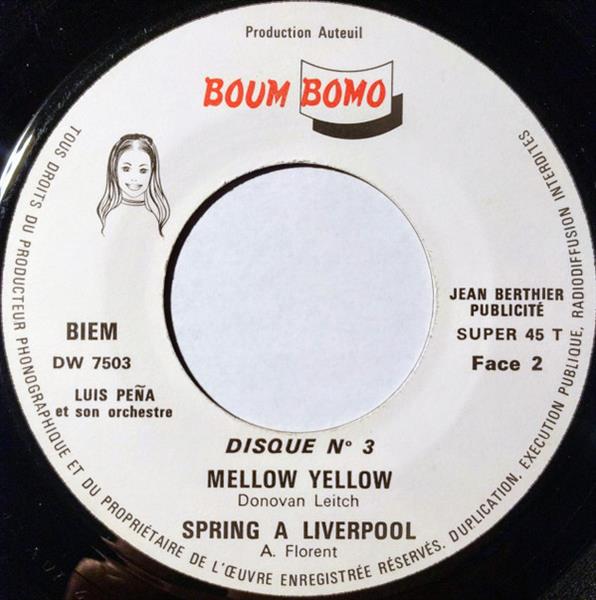 Production Auteuil
BOUM BOMO
JEAN BERTHIER
PUBLICITÉ
SUPER 45 T
Face 2
BIEM
DW 7503
LUIS PEÑA
et son orchestre
DISQUE N° 3
MELLOW YELLOW
Donovan Leitch
SPRING A LIVERPOOL
A. Florent
TOUS DROITS DU PRODUCTEUR PHONOGRAPHIQUE ET DU PROPRIÉTAIRE DE L'ŒUVRE ENREGISTRÉE RÉSERVÉS. DUPLICATION, EXECUTION PUBLIQUE, RADIODIFFUSION INTERDITES